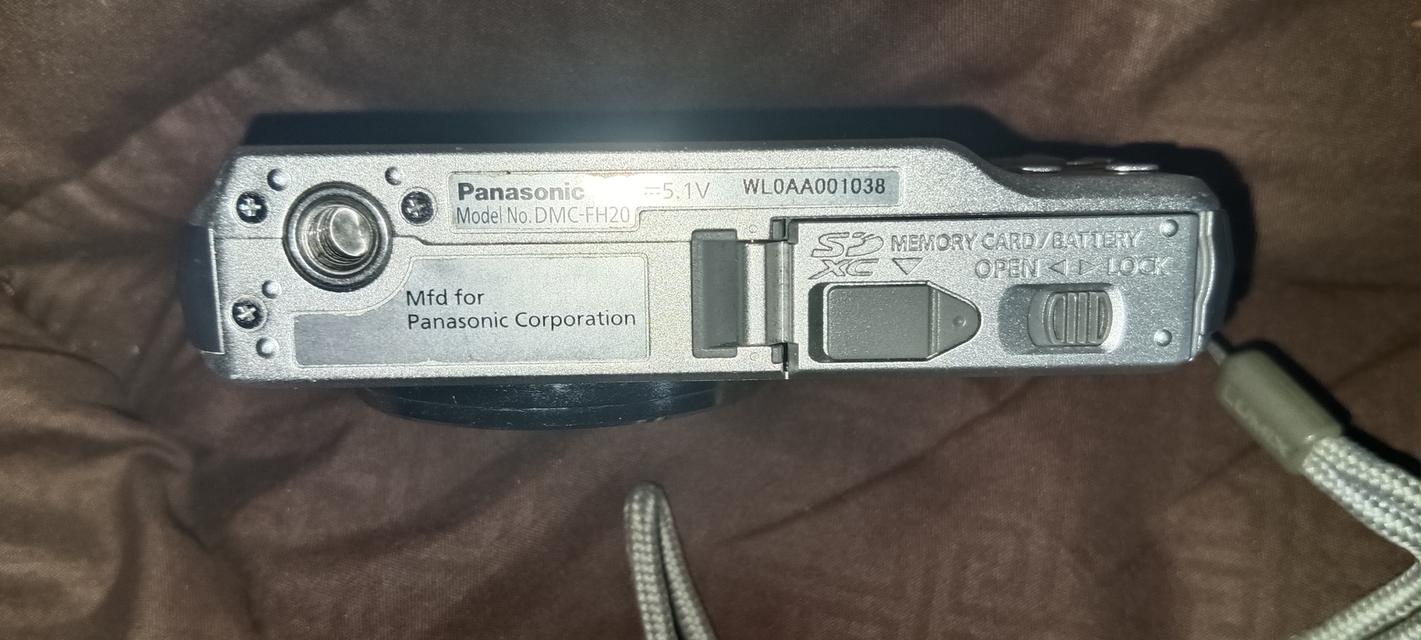 Panasonic ⎓5.1V WL0AA001038
Model No. DMC-FH20
Mfd for
Panasonic Corporation
SD XC MEMORY CARD/BATTERY
OPEN ◁ ▷ LOCK
LUMIX